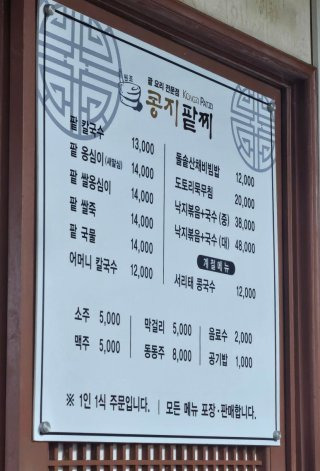 원조
팥 요리 전문점 KONGJI PATZZI
콩지팥찌
팥 칼국수 13,000
팥 옹심이(새알심) 14,000
팥 쌀옹심이 14,000
팥 쌀죽 14,000
팥 국물 14,000
어머니 칼국수 12,000
돌솥산채비빔밥 12,000
도토리묵무침 20,000
낙지볶음+국수 (중) 38,000
낙지볶음+국수 (대) 48,000
계절메뉴
서리태 콩국수 12,000
소주 5,000
맥주 5,000
막걸리 5,000
동동주 8,000
음료수 2,000
공기밥 1,000
※ 1인 1식 주문입니다. | 모든 메뉴 포장·판매합니다.